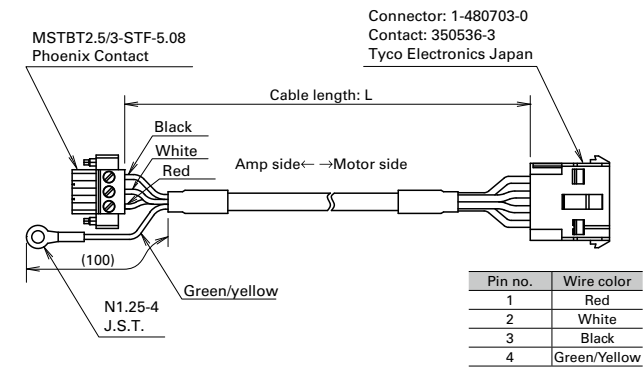 Connector: 1-480703-0
Contact: 350536-3
Tyco Electronics Japan
MSTBT2.5/3-STF-5.08
Phoenix Contact
Cable length: L
Black
White
Red
Amp side← →Motor side
(100)
Green/yellow
N1.25-4
J.S.T.
Pin no. Wire color
1 Red
2 White
3 Black
4 Green/Yellow